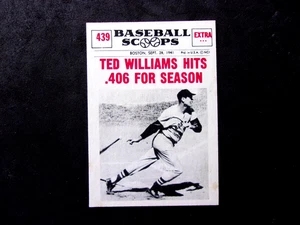 439
BASEBALL
SCOOPS
EXTRA
BOSTON, SEPT. 28, 1941
TED WILLIAMS HITS
.406 FOR SEASON